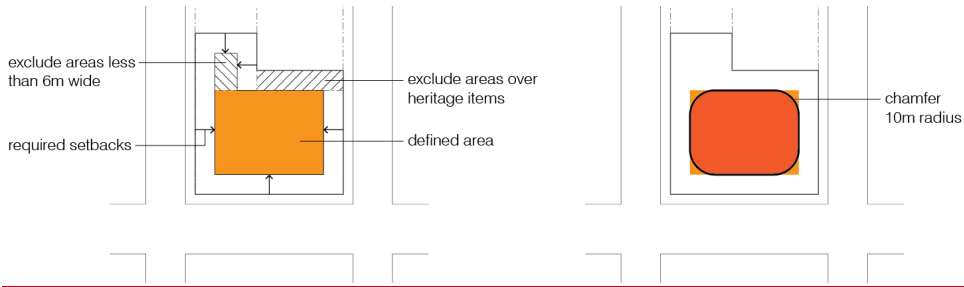 exclude areas less
than 6m wide
required setbacks
exclude areas over
heritage items
defined area
chamfer
10m radius